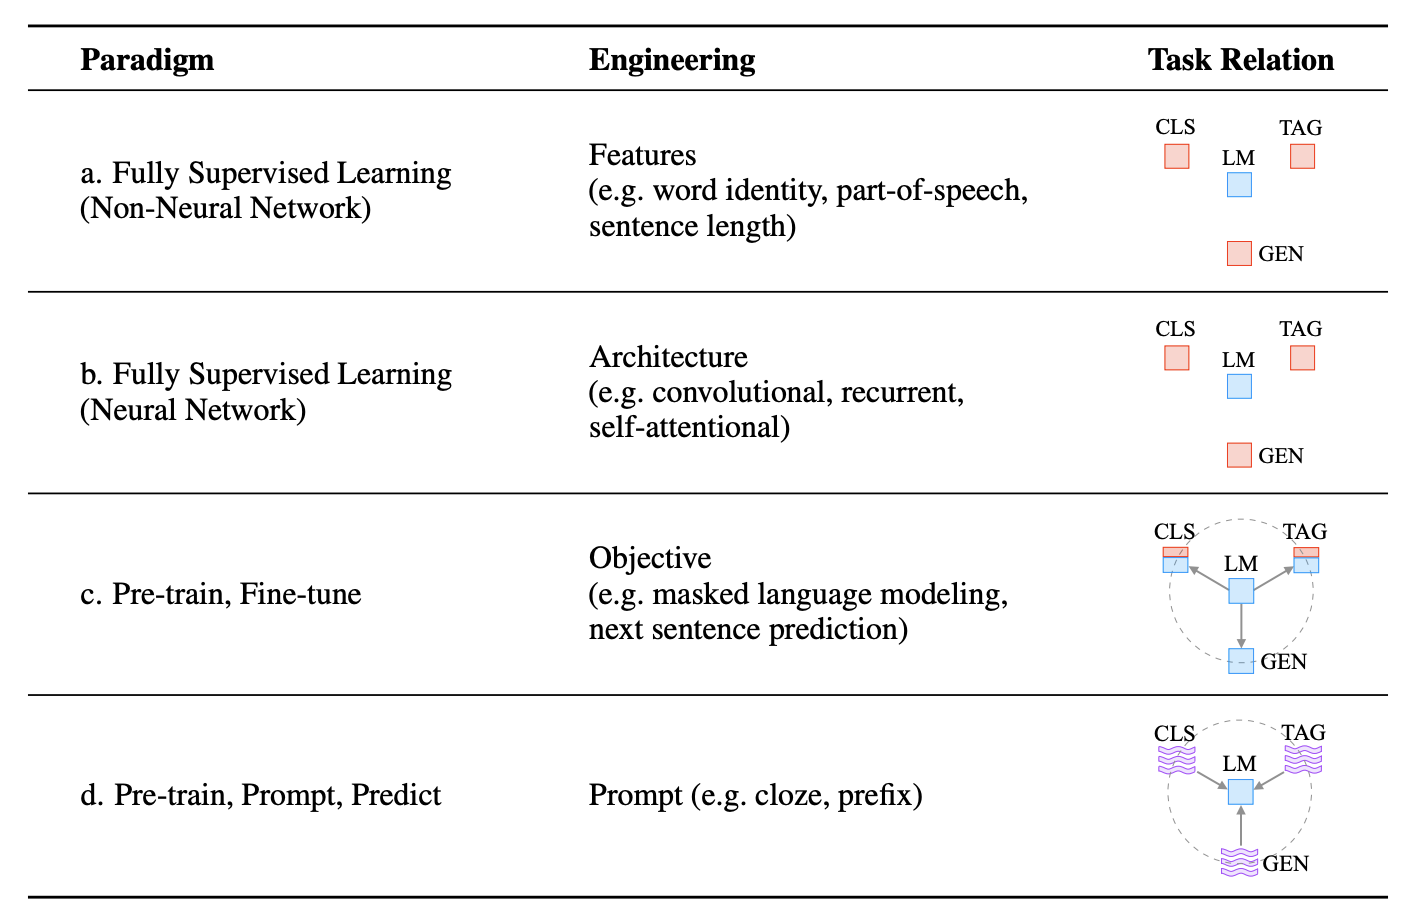 Paradigm
Engineering
Task Relation
a. Fully Supervised Learning
(Non-Neural Network)
Features
(e.g. word identity, part-of-speech,
sentence length)
CLS
TAG
LM
GEN
b. Fully Supervised Learning
(Neural Network)
Architecture
(e.g. convolutional, recurrent,
self-attentional)
CLS
TAG
LM
GEN
c. Pre-train, Fine-tune
Objective
(e.g. masked language modeling,
next sentence prediction)
CLS
TAG
LM
GEN
d. Pre-train, Prompt, Predict
Prompt (e.g. cloze, prefix)
CLS
TAG
LM
GEN